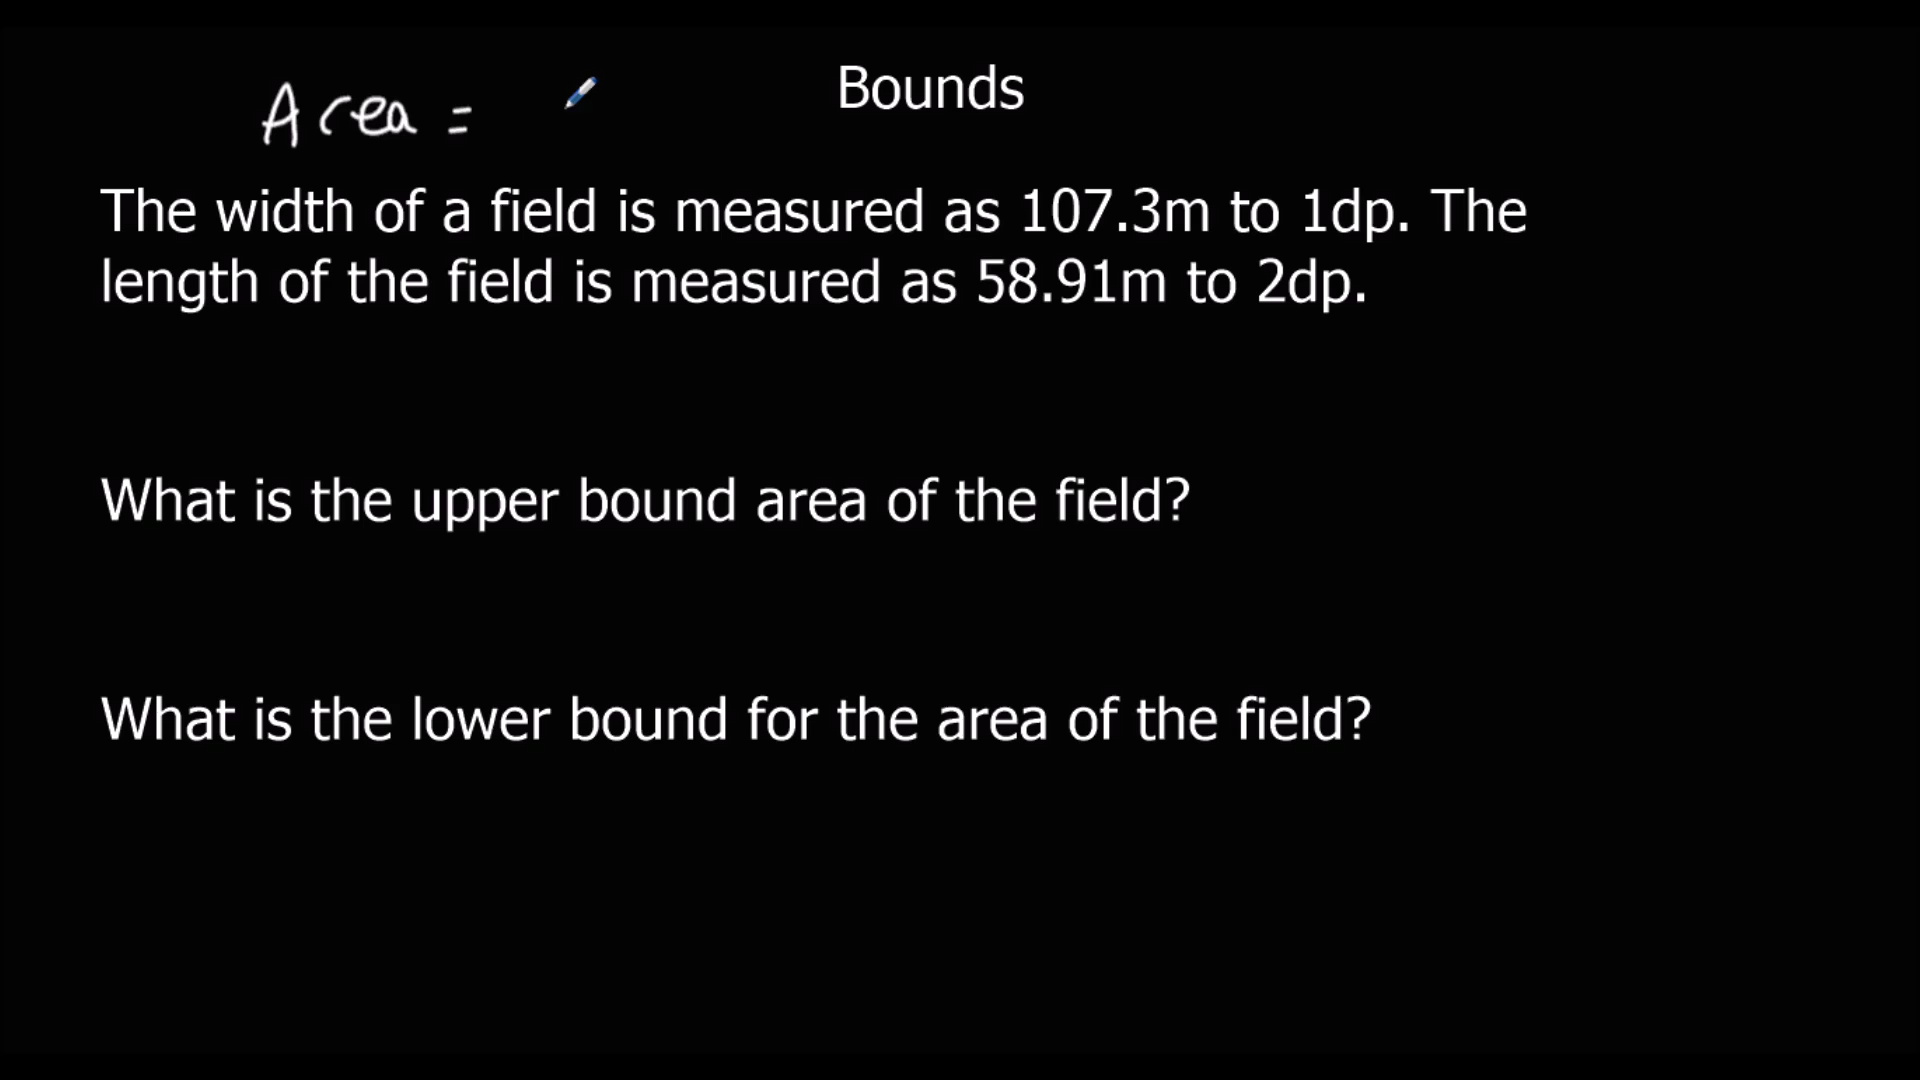 Bounds
Area =
The width of a field is measured as 107.3m to 1dp. The
length of the field is measured as 58.91m to 2dp.
What is the upper bound area of the field?
What is the lower bound for the area of the field?